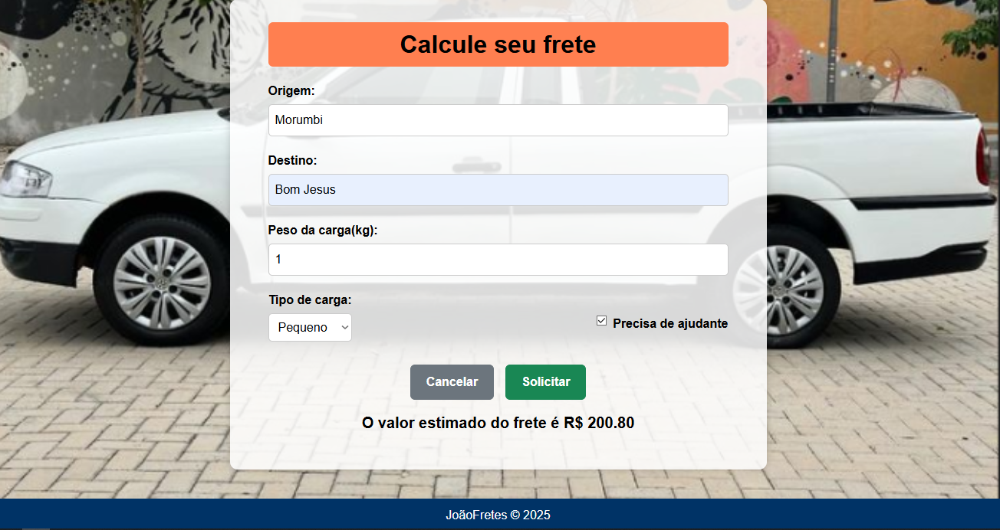 Calcule seu frete
Origem:
Morumbi
Destino:
Bom Jesus
Peso da carga(kg):
1
Tipo de carga:
Pequeno
Precisa de ajudante
Cancelar
Solicitar
O valor estimado do frete é R$ 200.80
JoãoFretes © 2025